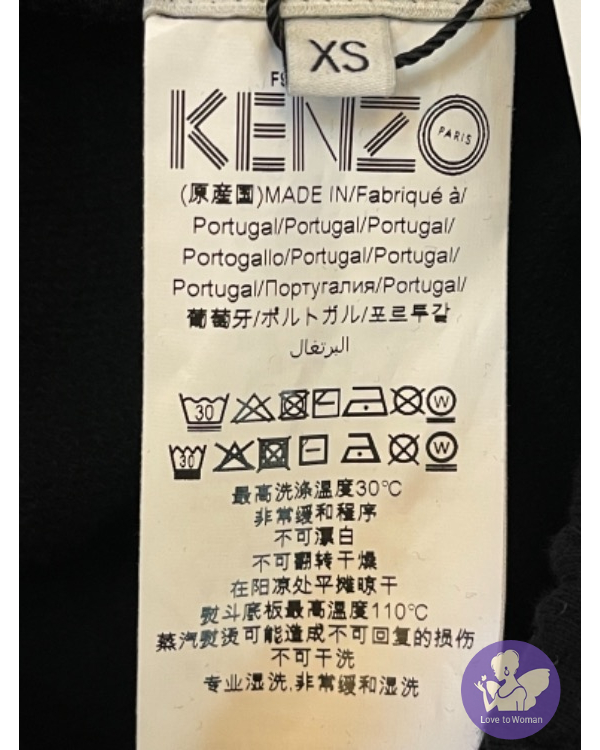 XS
F9
KENZO
PARIS
(原産国)MADE IN/Fabriqué à/
Portugal/Portugal/Portugal/
Portogallo/Portugal/Portugal/
Portugal/Португалия/Portugal/
葡萄牙/ポルトガル/포르투갈
البرتغال
30 W
30 W
最高洗涤温度30℃
非常缓和程序
不可漂白
不可翻转干燥
在阳凉处平摊晾干
熨斗底板最高温度110℃
蒸汽熨烫可能造成不可回复的损伤
不可干洗
专业湿洗,非常缓和湿洗
Love to Woman